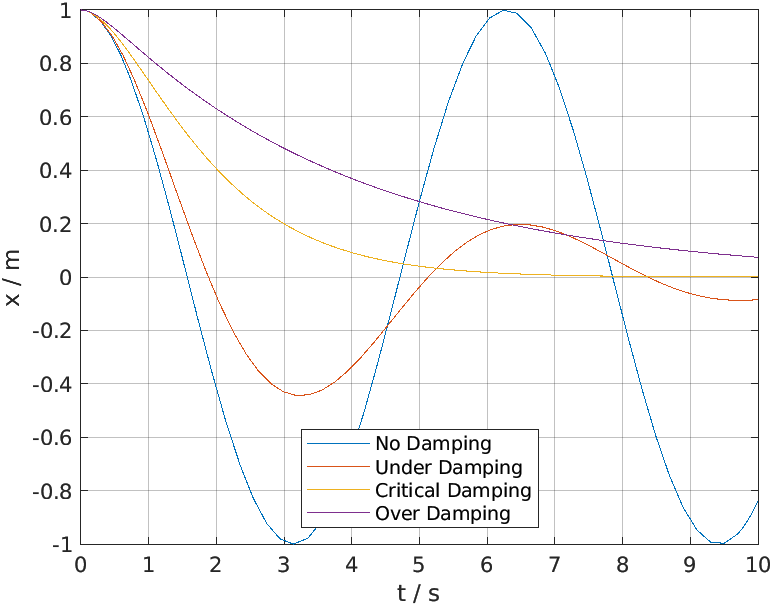 1
0.8
0.6
0.4
0.2
0
-0.2
-0.4
-0.6
-0.8
-1
x / m
No Damping
Under Damping
Critical Damping
Over Damping
0 1 2 3 4 5 6 7 8 9 10
t / s